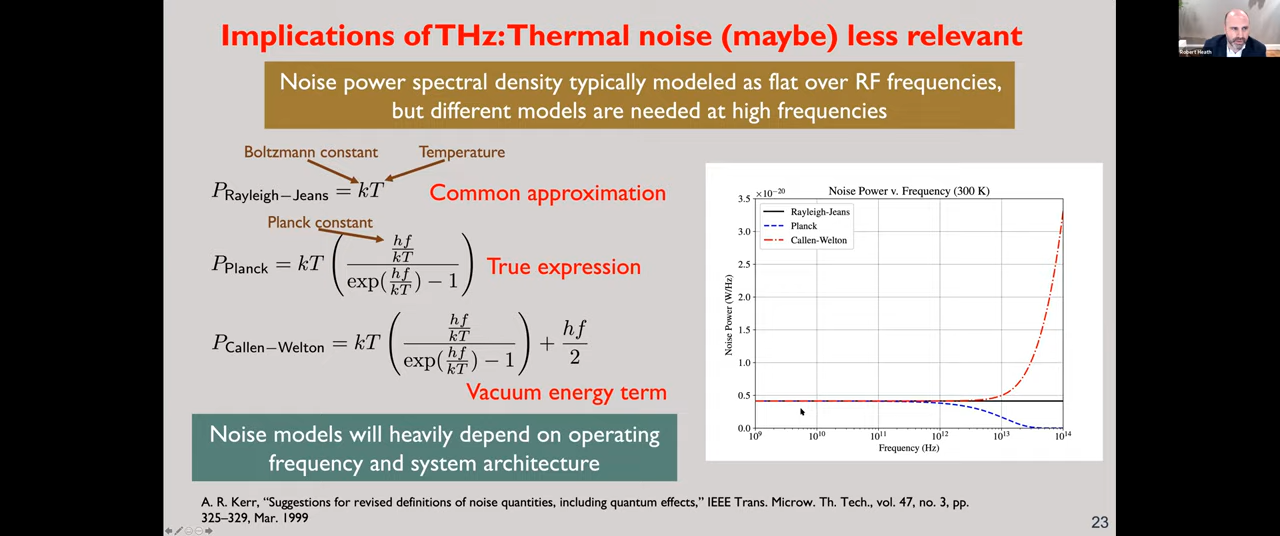 Implications of THz: Thermal noise (maybe) less relevant
Robert Heath
Noise power spectral density typically modeled as flat over RF frequencies,
but different models are needed at high frequencies
Boltzmann constant
Temperature
P_Rayleigh−Jeans = kT
Common approximation
Planck constant
P_Planck = kT ( (hf/kT) / (exp(hf/kT) − 1) )
True expression
P_Callen−Welton = kT ( (hf/kT) / (exp(hf/kT) − 1) ) + hf/2
Vacuum energy term
Noise models will heavily depend on operating
frequency and system architecture
×10^−20
Noise Power v. Frequency (300 K)
Rayleigh-Jeans
Planck
Callen-Welton
Noise Power (W/Hz)
3.5
3.0
2.5
2.0
1.5
1.0
0.5
0.0
10^9
10^10
10^11
10^12
10^13
10^14
Frequency (Hz)
A. R. Kerr, “Suggestions for revised definitions of noise quantities, including quantum effects,” IEEE Trans. Microw. Th. Tech., vol. 47, no. 3, pp.
325–329, Mar. 1999
23